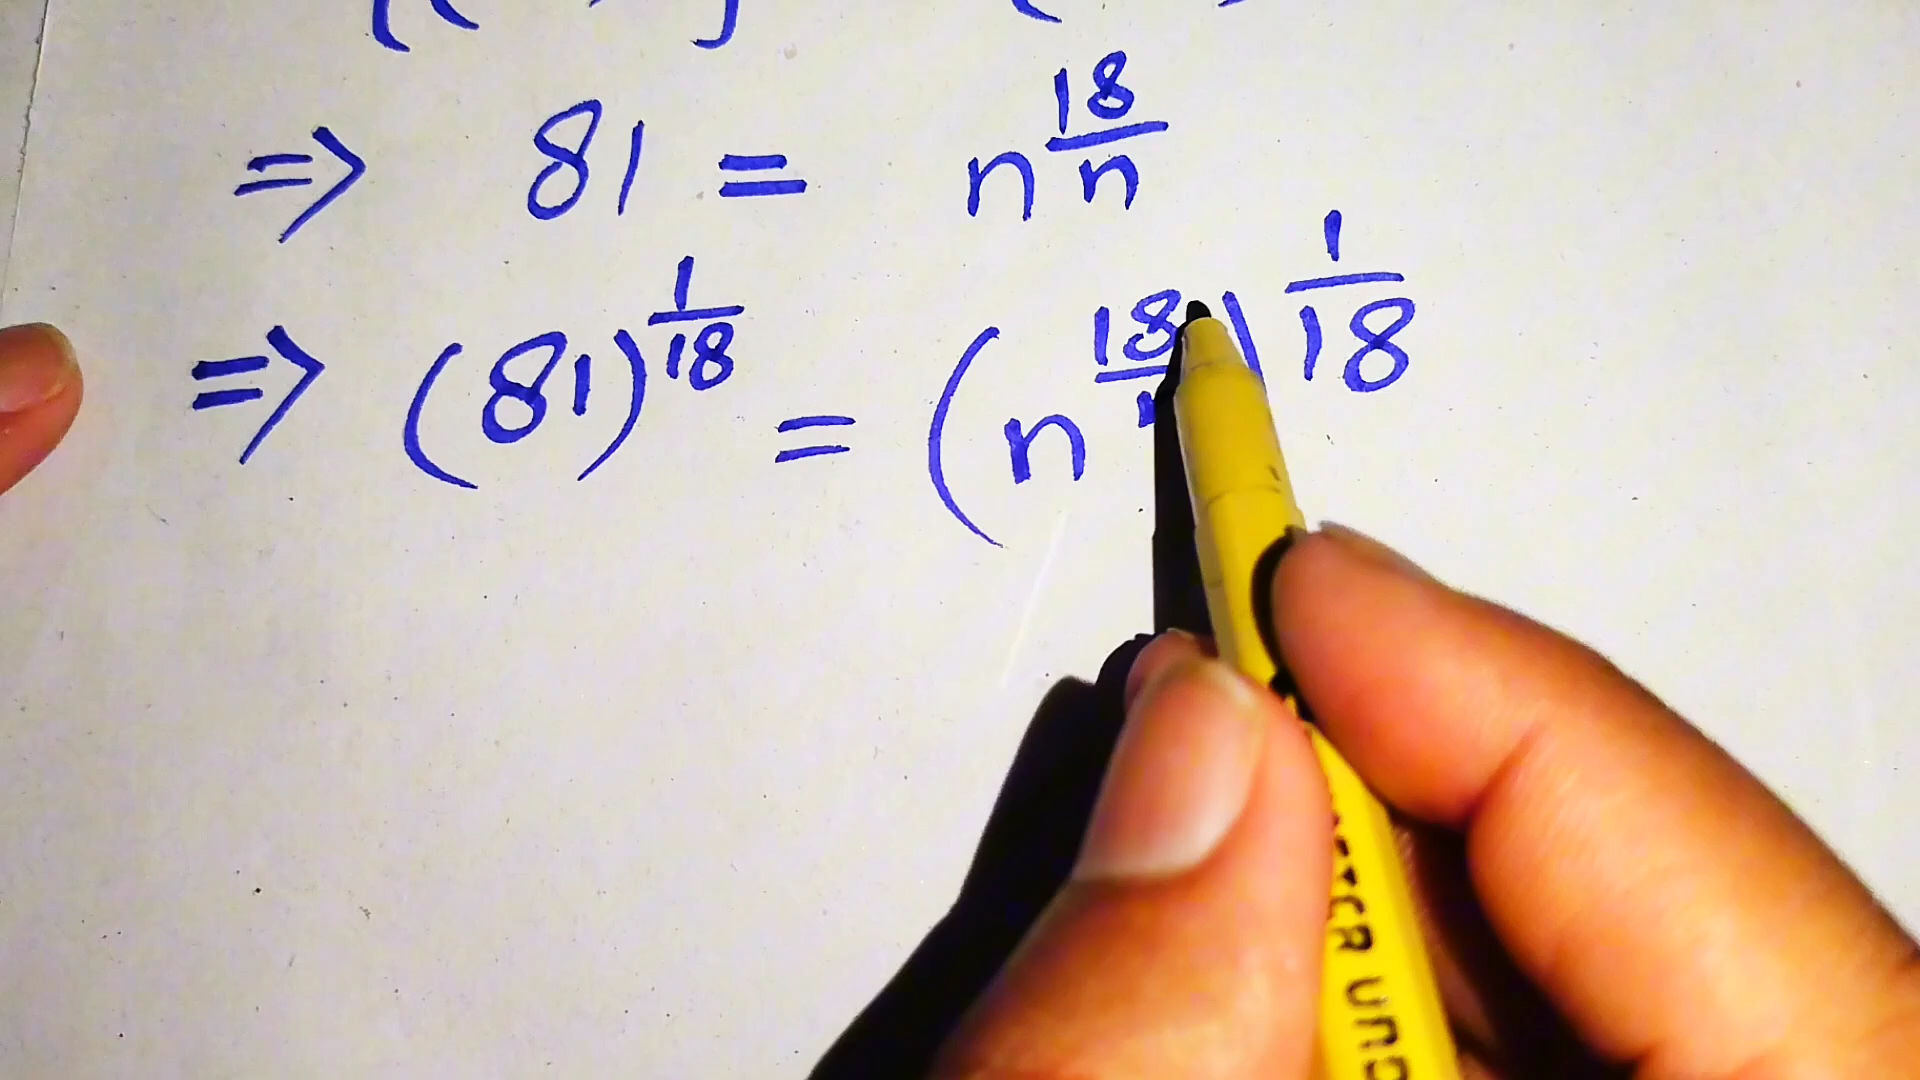 ⇒ 81 = n^(18/n)
⇒ (81)^(1/18) = (n^(18/n))^(1/18)